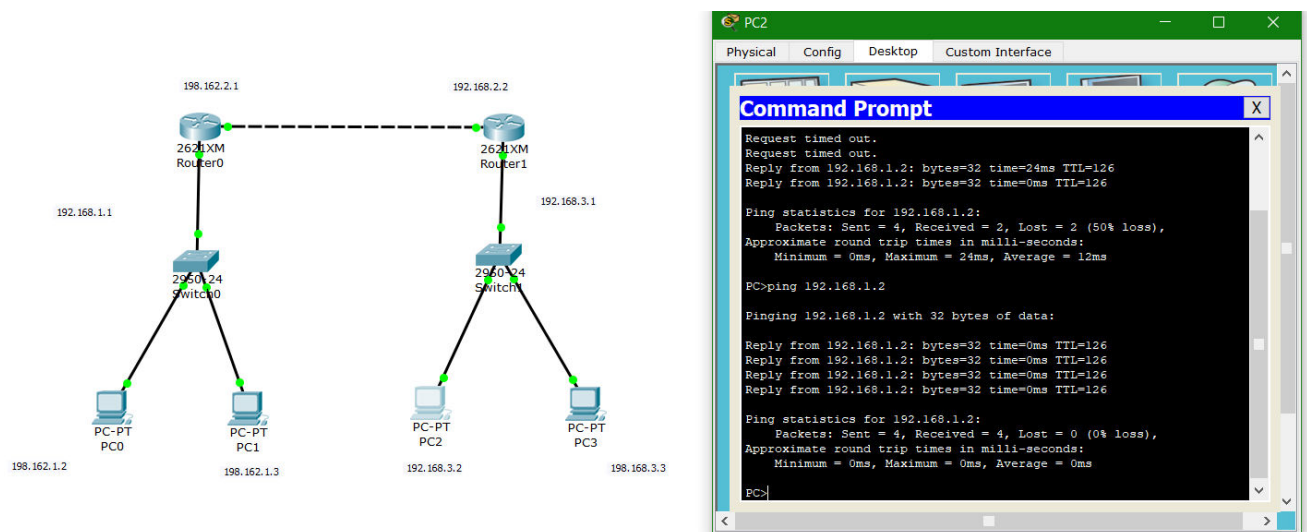 198.162.2.1
192.168.2.2
2621XM
Router0
2621XM
Router1
192.168.1.1
192.168.3.1
2950-24
Switch0
2950-24
Switch1
PC-PT
PC0
PC-PT
PC1
PC-PT
PC2
PC-PT
PC3
198.162.1.2
198.162.1.3
192.168.3.2
198.168.3.3
PC2
Physical Config Desktop Custom Interface
Command Prompt X
Request timed out.
Request timed out.
Reply from 192.168.1.2: bytes=32 time=24ms TTL=126
Reply from 192.168.1.2: bytes=32 time=0ms TTL=126
Ping statistics for 192.168.1.2:
Packets: Sent = 4, Received = 2, Lost = 2 (50% loss),
Approximate round trip times in milli-seconds:
Minimum = 0ms, Maximum = 24ms, Average = 12ms
PC>ping 192.168.1.2
Pinging 192.168.1.2 with 32 bytes of data:
Reply from 192.168.1.2: bytes=32 time=0ms TTL=126
Reply from 192.168.1.2: bytes=32 time=0ms TTL=126
Reply from 192.168.1.2: bytes=32 time=0ms TTL=126
Reply from 192.168.1.2: bytes=32 time=0ms TTL=126
Ping statistics for 192.168.1.2:
Packets: Sent = 4, Received = 4, Lost = 0 (0% loss),
Approximate round trip times in milli-seconds:
Minimum = 0ms, Maximum = 0ms, Average = 0ms
PC>